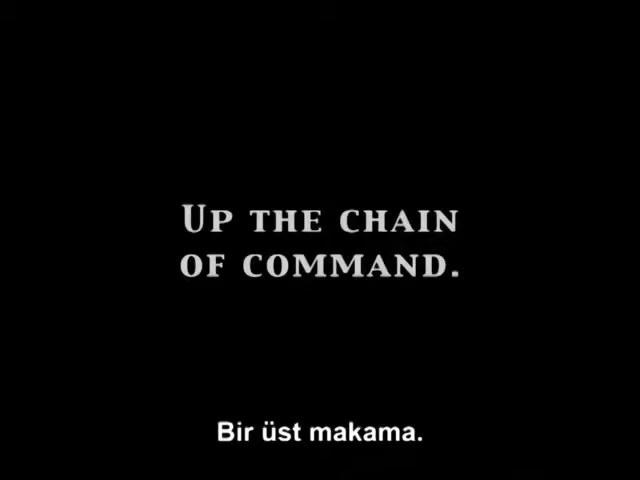 Up the chain
of command.
Bir üst makama.